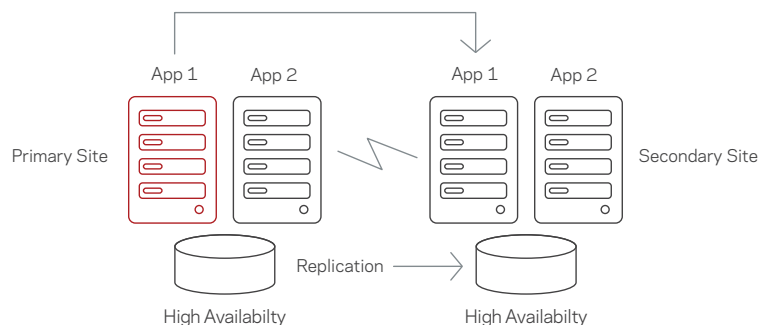 App 1
App 2
App 1
App 2
Primary Site
Secondary Site
Replication
High Availabilty
High Availabilty